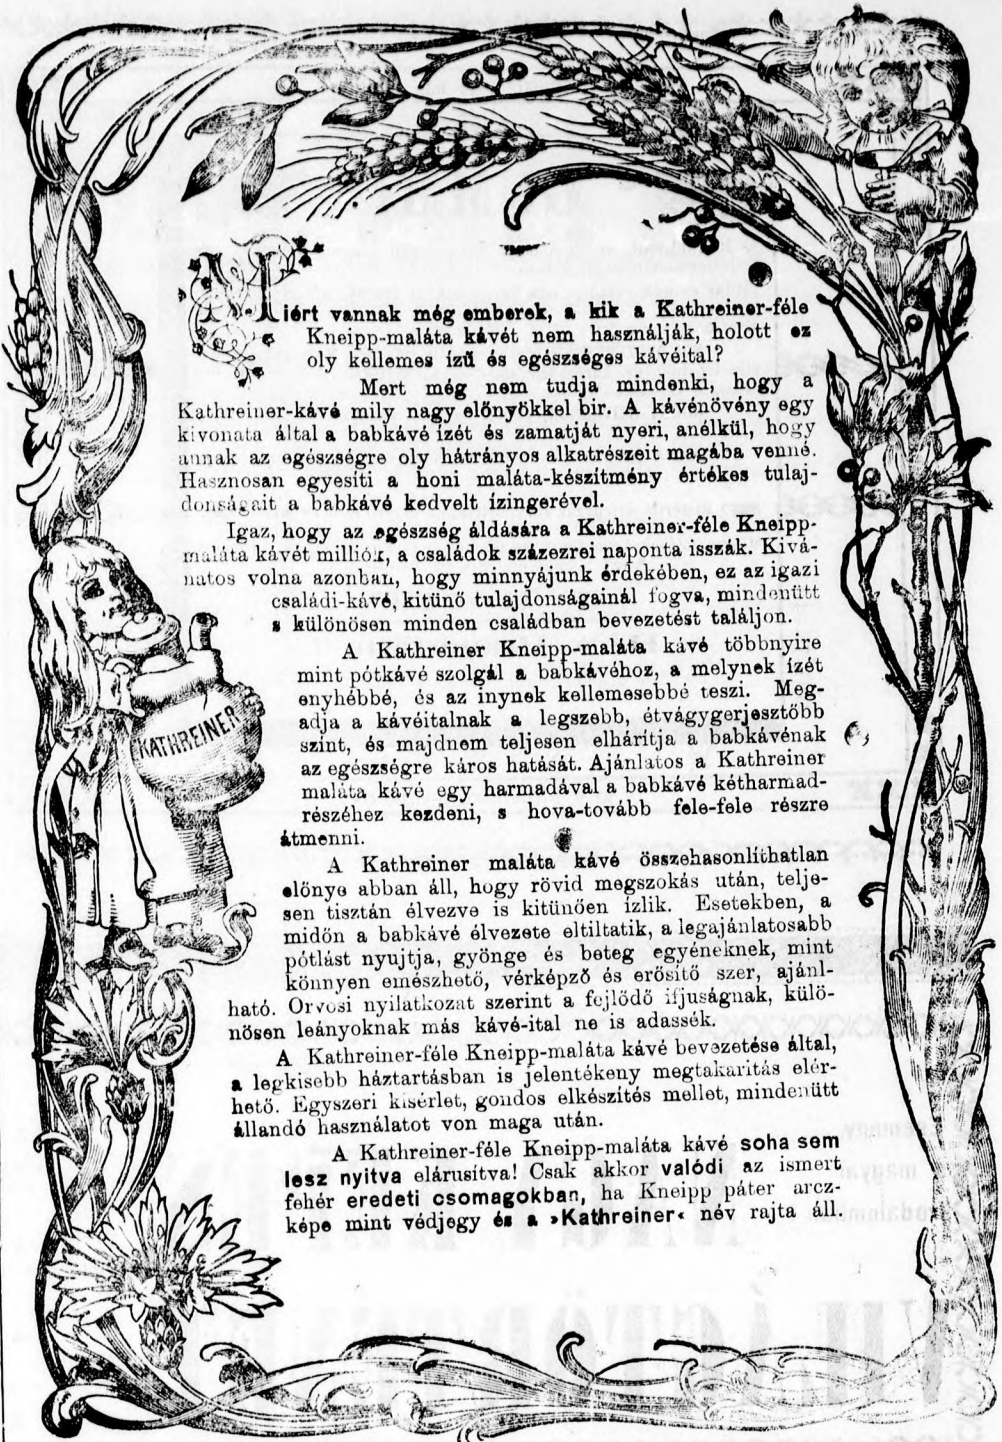 Miért vannak még emberek, a kik a Kathreiner-féle
Kneipp-maláta kávét nem használják, holott ez
oly kellemes ízű és egészséges kávéital?
Mert még nem tudja mindenki, hogy a
Kathreiner-kávé mily nagy előnyökkel bir. A kávénövény egy
kivonata által a babkávé ízét és zamatját nyeri, anélkül, hogy
annak az egészségre oly hátrányos alkatrészeit magába venné.
Hasznosan egyesiti a honi maláta-készítmény értékes tulaj-
donságait a babkávé kedvelt ízingerével.
Igaz, hogy az egészség áldására a Kathreiner-féle Kneipp-
maláta kávét milliók, a családok százezrei naponta isszák. Kivá-
natos volna azonban, hogy minnyájunk érdekében, ez az igazi
családi-kávé, kitünő tulajdonságainál fogva, mindenütt
s különösen minden családban bevezetést találjon.
A Kathreiner Kneipp-maláta kávé többnyire
mint pótkávé szolgál a babkávéhoz, a melynek ízét
enyhébbé, és az inynek kellemesebbé teszi. Meg-
adja a kávéitalnak a legszebb, étvágygerjesztőbb
szint, és majdnem teljesen elhárítja a babkávénak
az egészségre káros hatását. Ajánlatos a Kathreiner
maláta kávé egy harmadával a babkávé kétharmad-
részéhez kezdeni, s hova-tovább fele-fele részre
átmenni.
A Kathreiner maláta kávé összehasonlíthatlan
előnye abban áll, hogy rövid megszokás után, telje-
sen tisztán élvezve is kitünően ízlik. Esetekben, a
midőn a babkávé élvezete eltiltatik, a legajánlatosabb
pótlást nyujtja, gyönge és beteg egyéneknek, mint
könnyen emészhető, vérképző és erősitő szer, ajánl-
ható. Orvosi nyilatkozat szerint a fejlődő ifjuságnak, külö-
nösen leányoknak más kávé-ital ne is adassék.
A Kathreiner-féle Kneipp-maláta kávé bevezetése által,
a legkisebb háztartásban is jelentékeny megtakarítás elér-
hető. Egyszeri kisérlet, gondos elkészítés mellet, mindenütt
állandó használatot von maga után.
A Kathreiner-féle Kneipp-maláta kávé soha sem
lesz nyitva elárusítva! Csak akkor valódi az ismert
fehér eredeti csomagokban, ha Kneipp páter arcz-
képe mint védjegy és a »Kathreiner« név rajta áll.
KATHREINER